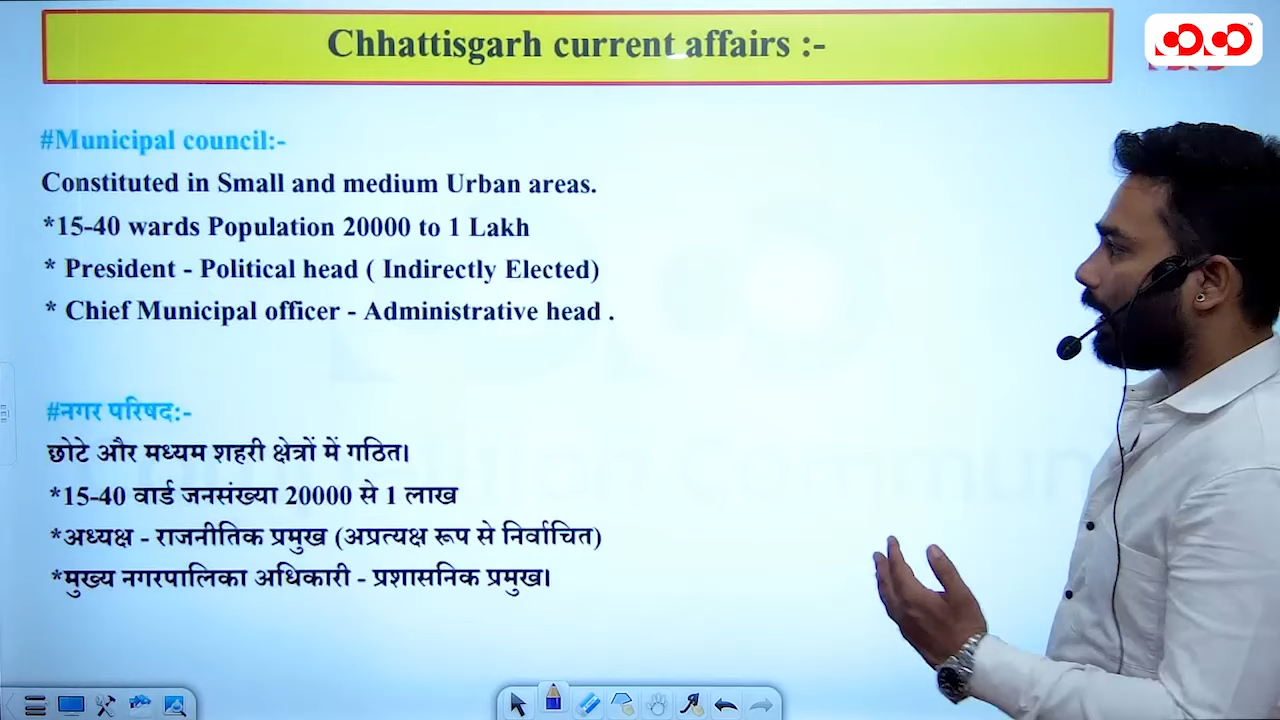 Chhattisgarh current affairs :-
#Municipal council:-
Constituted in Small and medium Urban areas.
*15-40 wards Population 20000 to 1 Lakh
* President - Political head ( Indirectly Elected)
* Chief Municipal officer - Administrative head .
#नगर परिषद:-
छोटे और मध्यम शहरी क्षेत्रों में गठित।
*15-40 वार्ड जनसंख्या 20000 से 1 लाख
*अध्यक्ष - राजनीतिक प्रमुख (अप्रत्यक्ष रूप से निर्वाचित)
*मुख्य नगरपालिका अधिकारी - प्रशासनिक प्रमुख।